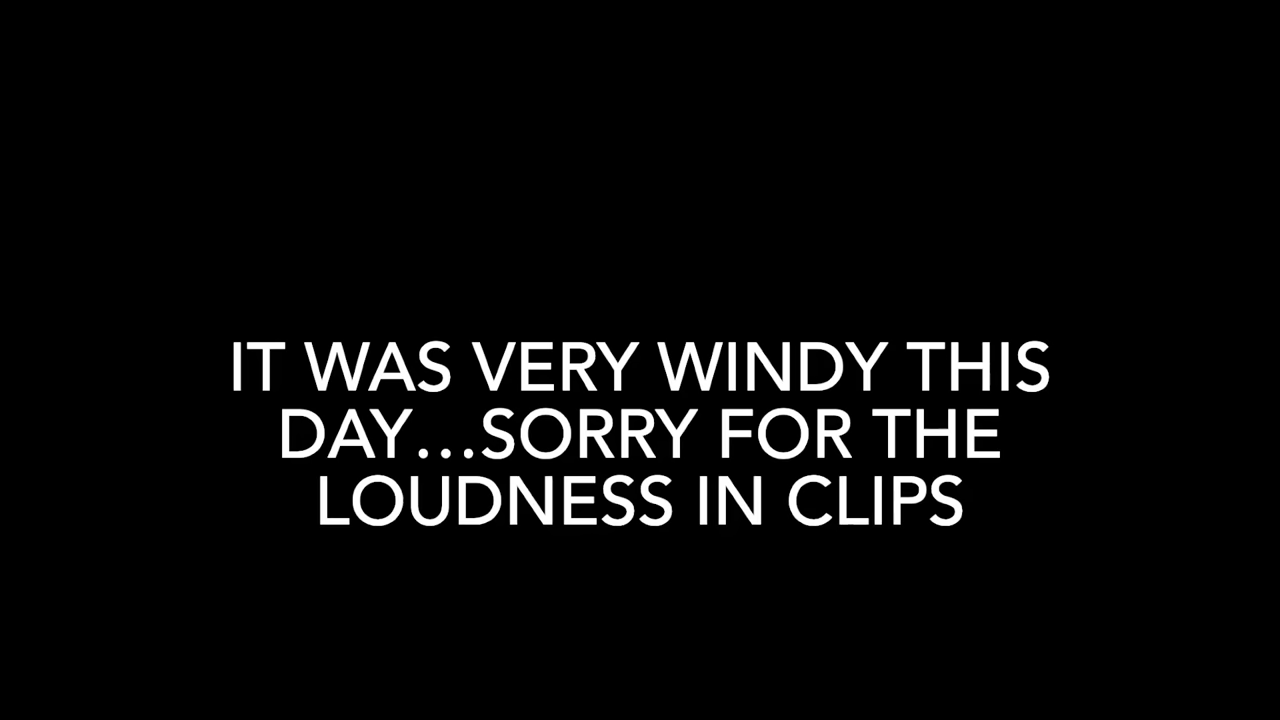 IT WAS VERY WINDY THIS
DAY...SORRY FOR THE
LOUDNESS IN CLIPS